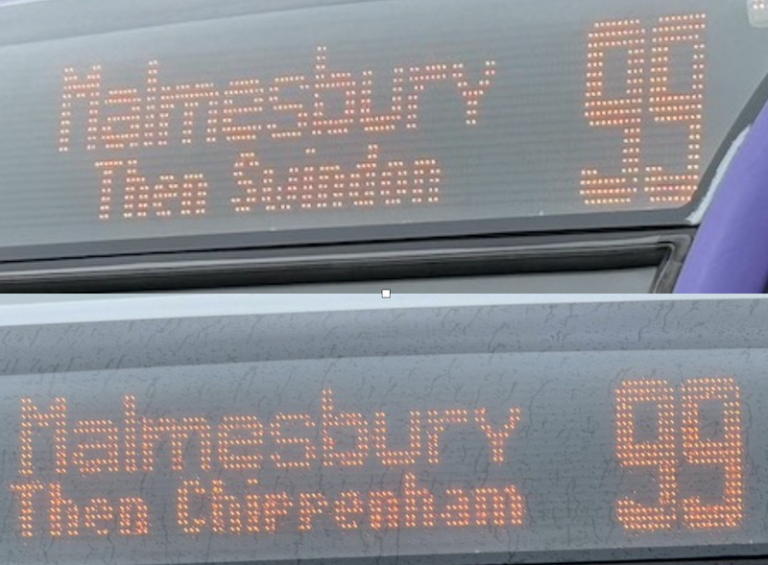 Malmesbury 99
Then Swindon
Malmesbury 99
Then Chippenham